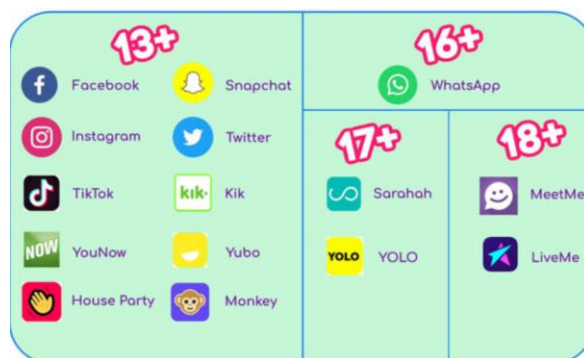 13+
Facebook
Snapchat
Instagram
Twitter
TikTok
kik.
Kik
NOW
YouNow
Yubo
House Party
Monkey
16+
WhatsApp
17+
Sarahah
YOLO
YOLO
18+
MeetMe
LiveMe